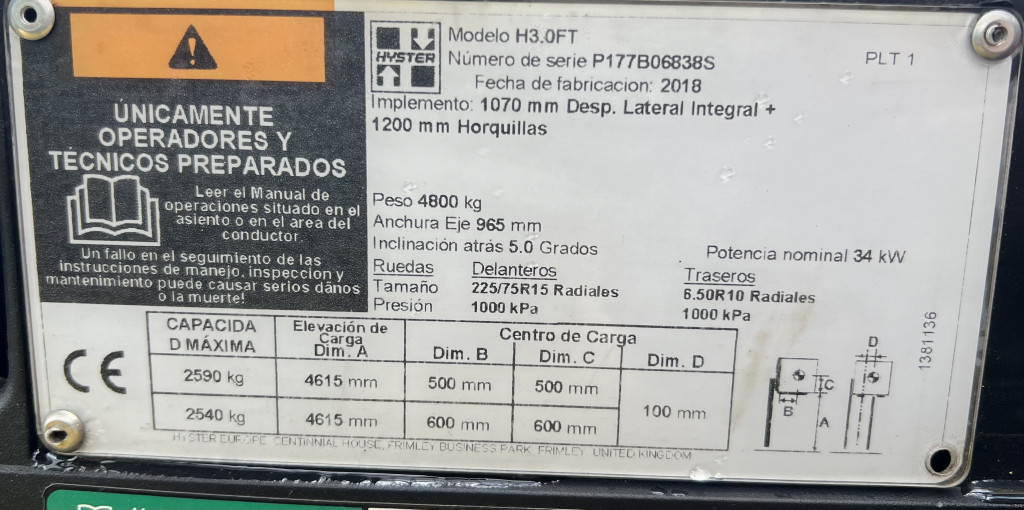 ÚNICAMENTE
OPERADORES Y
TÉCNICOS PREPARADOS
Leer el Manual de
operaciones situado en el
asiento o en el area del
conductor.
Un fallo en el seguimiento de las
instrucciones de manejo, inspeccion y
mantenimiento puede causar serios daños
o la muerte!
HYSTER
Modelo H3.0FT
Número de serie P177B06838S
Fecha de fabricacion: 2018
PLT 1
Implemento: 1070 mm Desp. Lateral Integral +
1200 mm Horquillas
Peso 4800 kg
Anchura Eje 965 mm
Inclinación atrás 5.0 Grados
Potencia nominal 34 kW
Ruedas Delanteros Traseros
Tamaño 225/75R15 Radiales 6.50R10 Radiales
Presión 1000 kPa 1000 kPa
CE
CAPACIDA
D MÁXIMA
Elevación de
Carga
Dim. A
Centro de Carga
Dim. B Dim. C Dim. D
2590 kg 4615 mm 500 mm 500 mm
100 mm
2540 kg 4615 mm 600 mm 600 mm
D
C
B
A
1381136
HYSTER EUROPE CENTINNIAL HOUSE, FRIMLEY BUSINESS PARK, FRIMLEY UNITED KINGDOM